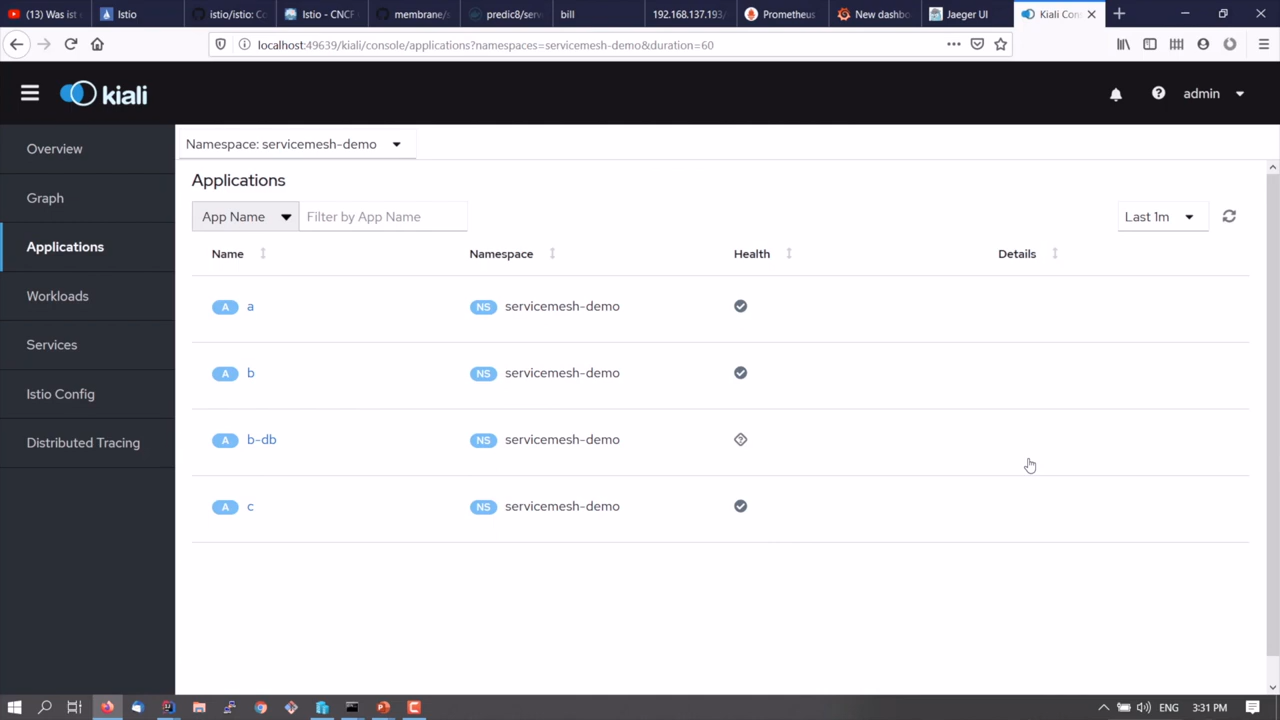 (13) Was ist
Istio
istio/istio: Co
Istio - CNCF
membrane/s
predic8/serv
bill
192.168.137.193/
Prometheus
New dashbo
Jaeger UI
Kiali Con
localhost:49639/kiali/console/applications?namespaces=servicemesh-demo&duration=60
kiali
admin
Overview
Graph
Applications
Workloads
Services
Istio Config
Distributed Tracing
Namespace: servicemesh-demo
Applications
App Name
Filter by App Name
Last 1m
Name
Namespace
Health
Details
A a
NS servicemesh-demo
A b
NS servicemesh-demo
A b-db
NS servicemesh-demo
A c
NS servicemesh-demo
ENG
3:31 PM